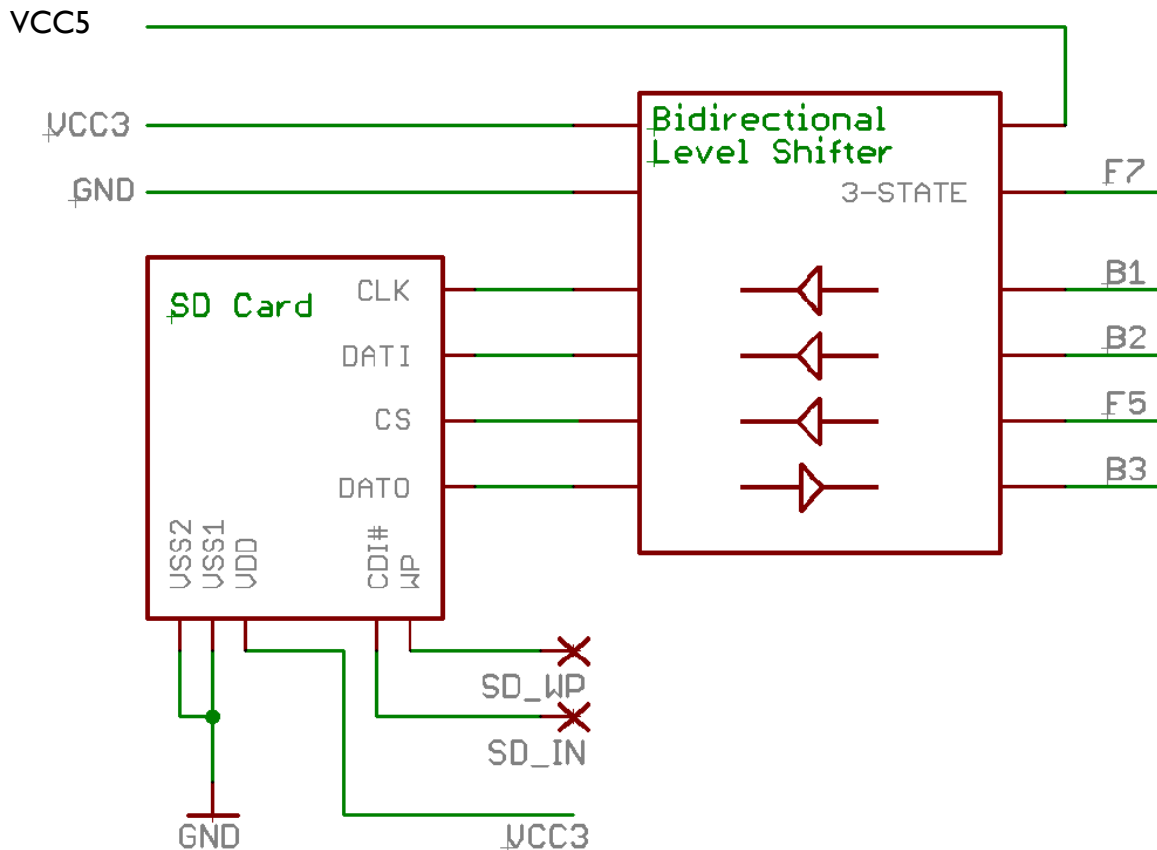 VCC5
VCC3
Bidirectional
Level Shifter
GND
3-STATE
F7
SD Card
CLK
B1
DATI
B2
CS
F5
DATO
B3
VSS2
VSS1
VDD
CDI#
WP
SD_WP
SD_IN
GND
VCC3